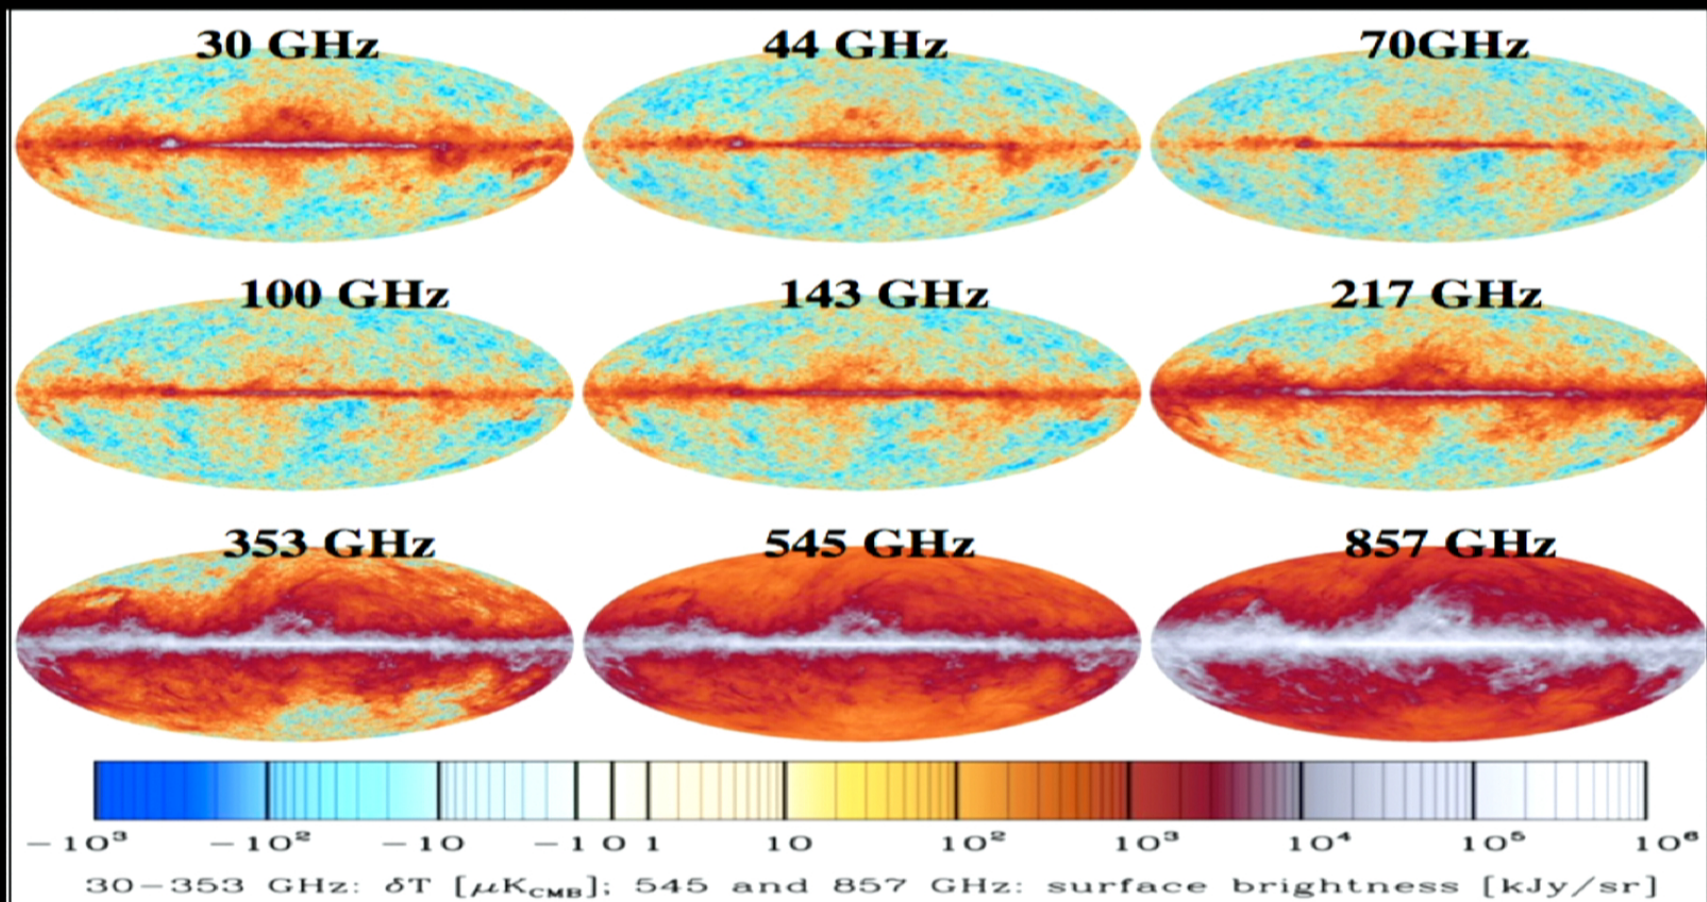 30 GHz 44 GHz 70GHz
100 GHz 143 GHz 217 GHz
353 GHz 545 GHz 857 GHz
−10³ −10² −10 −1 0 1 10 10² 10³ 10⁴ 10⁵ 10⁶
30−353 GHz: δT [μK_CMB]; 545 and 857 GHz: surface brightness [kJy/sr]